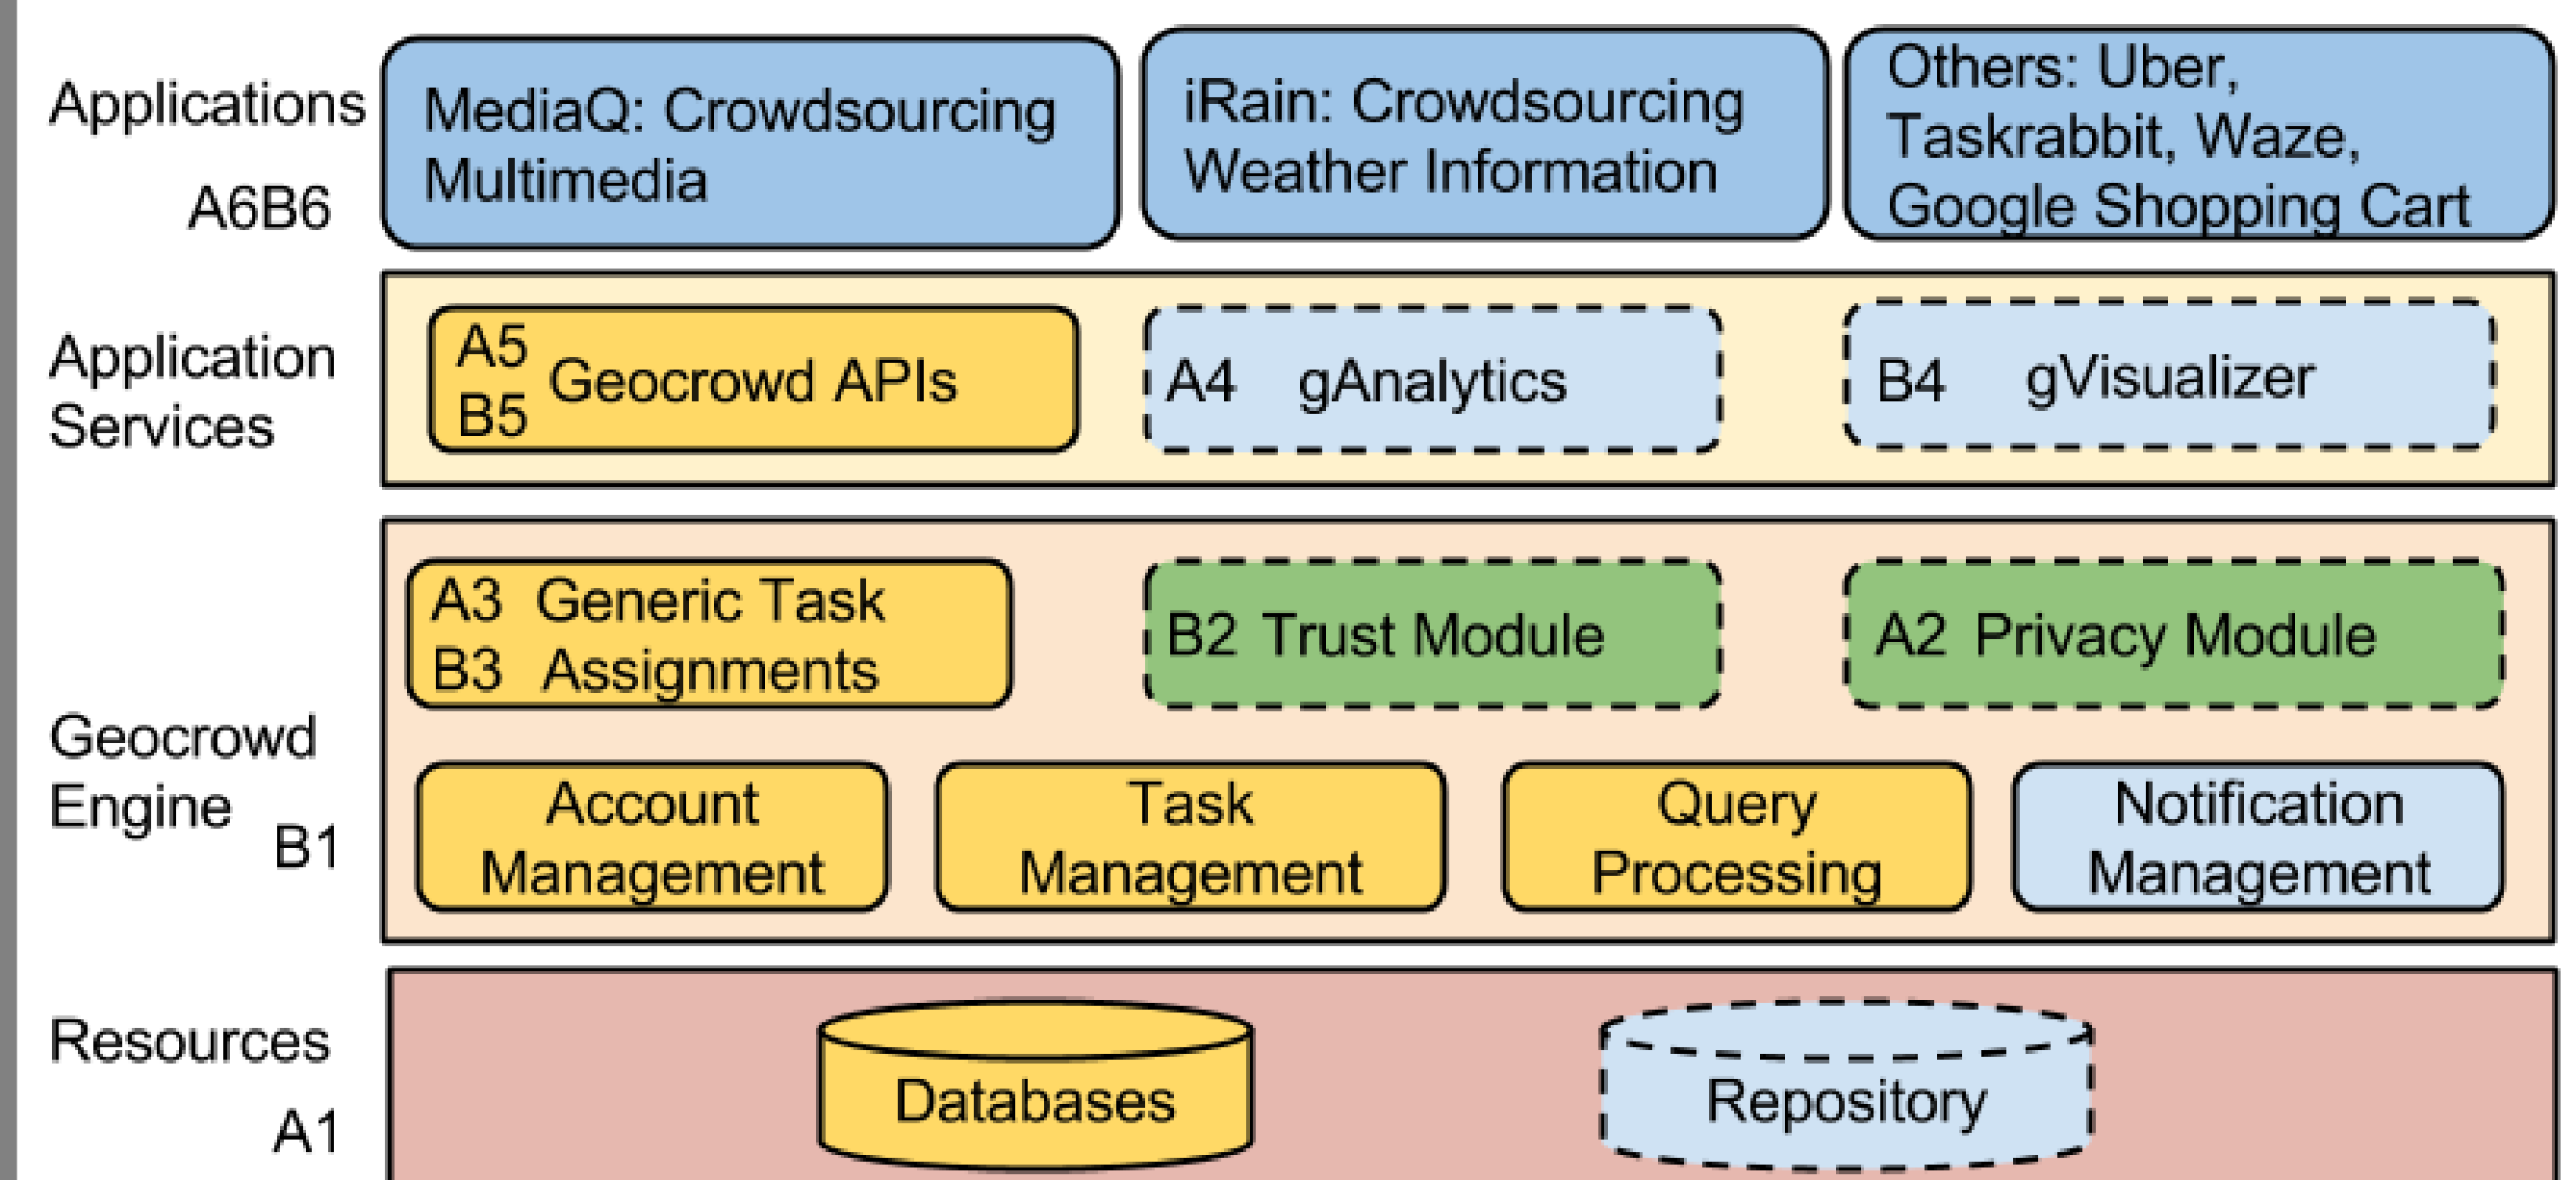 Applications
A6B6
MediaQ: Crowdsourcing
Multimedia
iRain: Crowdsourcing
Weather Information
Others: Uber,
Taskrabbit, Waze,
Google Shopping Cart
Application
Services
A5
B5
Geocrowd APIs
A4 gAnalytics
B4 gVisualizer
Geocrowd
Engine
B1
A3 Generic Task
B3 Assignments
B2 Trust Module
A2 Privacy Module
Account
Management
Task
Management
Query
Processing
Notification
Management
Resources
A1
Databases
Repository